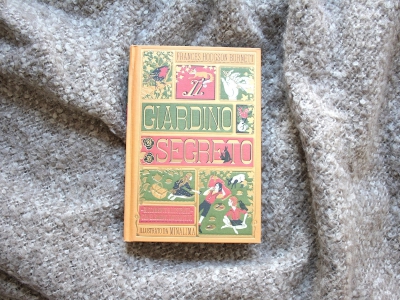 FRANCES HODGSON BURNETT
IL
GIARDINO
SEGRETO
ILLUSTRATO DA MINALIMA